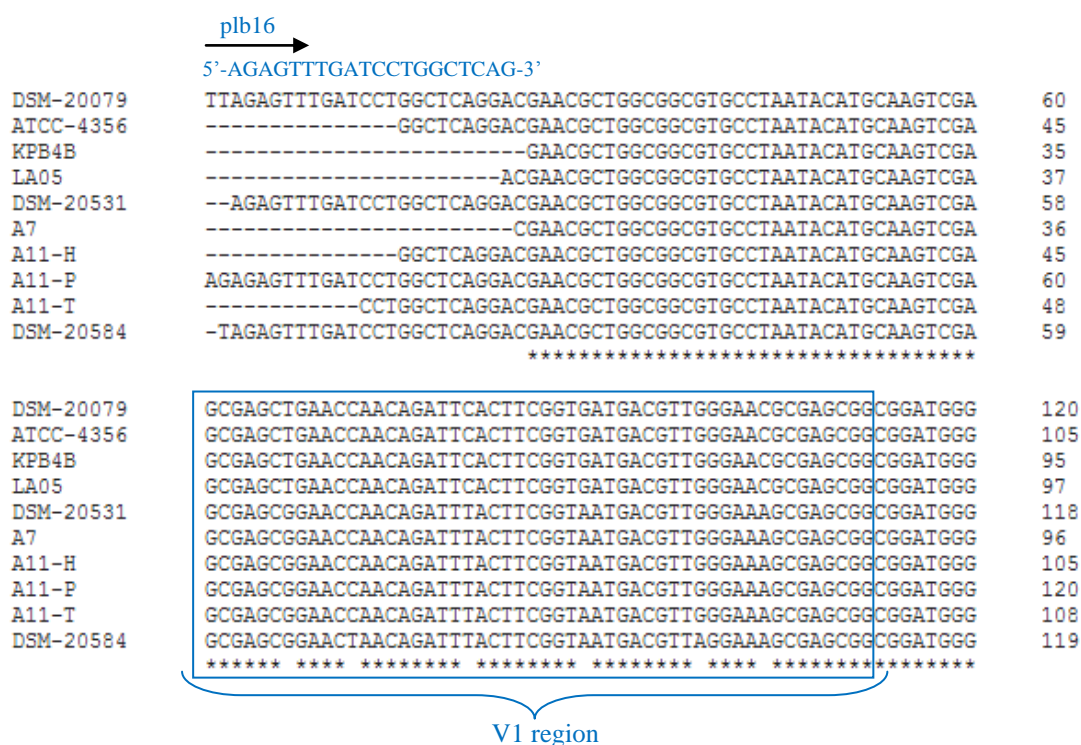 plb16
5’-AGAGTTTGATCCTGGCTCAG-3’
DSM-20079 TTAGAGTTTGATCCTGGCTCAGGACGAACGCTGGCGGCGTGCCTAATACATGCAAGTCGA 60
ATCC-4356 ---------------GGCTCAGGACGAACGCTGGCGGCGTGCCTAATACATGCAAGTCGA 45
KPB4B -------------------------GAACGCTGGCGGCGTGCCTAATACATGCAAGTCGA 35
LA05 -----------------------ACGAACGCTGGCGGCGTGCCTAATACATGCAAGTCGA 37
DSM-20531 --AGAGTTTGATCCTGGCTCAGGACGAACGCTGGCGGCGTGCCTAATACATGCAAGTCGA 58
A7 ------------------------CGAACGCTGGCGGCGTGCCTAATACATGCAAGTCGA 36
A11-H ---------------GGCTCAGGACGAACGCTGGCGGCGTGCCTAATACATGCAAGTCGA 45
A11-P AGAGAGTTTGATCCTGGCTCAGGACGAACGCTGGCGGCGTGCCTAATACATGCAAGTCGA 60
A11-T ------------CCTGGCTCAGGACGAACGCTGGCGGCGTGCCTAATACATGCAAGTCGA 48
DSM-20584 -TAGAGTTTGATCCTGGCTCAGGACGAACGCTGGCGGCGTGCCTAATACATGCAAGTCGA 59
***********************************
DSM-20079 GCGAGCTGAACCAACAGATTCACTTCGGTGATGACGTTGGGAACGCGAGCGGCGGATGGG 120
ATCC-4356 GCGAGCTGAACCAACAGATTCACTTCGGTGATGACGTTGGGAACGCGAGCGGCGGATGGG 105
KPB4B GCGAGCTGAACCAACAGATTCACTTCGGTGATGACGTTGGGAACGCGAGCGGCGGATGGG 95
LA05 GCGAGCTGAACCAACAGATTCACTTCGGTGATGACGTTGGGAACGCGAGCGGCGGATGGG 97
DSM-20531 GCGAGCGGAACCAACAGATTTACTTCGGTAATGACGTTGGGAAAGCGAGCGGCGGATGGG 118
A7 GCGAGCGGAACCAACAGATTTACTTCGGTAATGACGTTGGGAAAGCGAGCGGCGGATGGG 96
A11-H GCGAGCGGAACCAACAGATTTACTTCGGTAATGACGTTGGGAAAGCGAGCGGCGGATGGG 105
A11-P GCGAGCGGAACCAACAGATTTACTTCGGTAATGACGTTGGGAAAGCGAGCGGCGGATGGG 120
A11-T GCGAGCGGAACCAACAGATTTACTTCGGTAATGACGTTGGGAAAGCGAGCGGCGGATGGG 108
DSM-20584 GCGAGCGGAACTAACAGATTTACTTCGGTAATGACGTTAGGAAAGCGAGCGGCGGATGGG 119
****** **** ******** ******** ******** **** ****************
V1 region